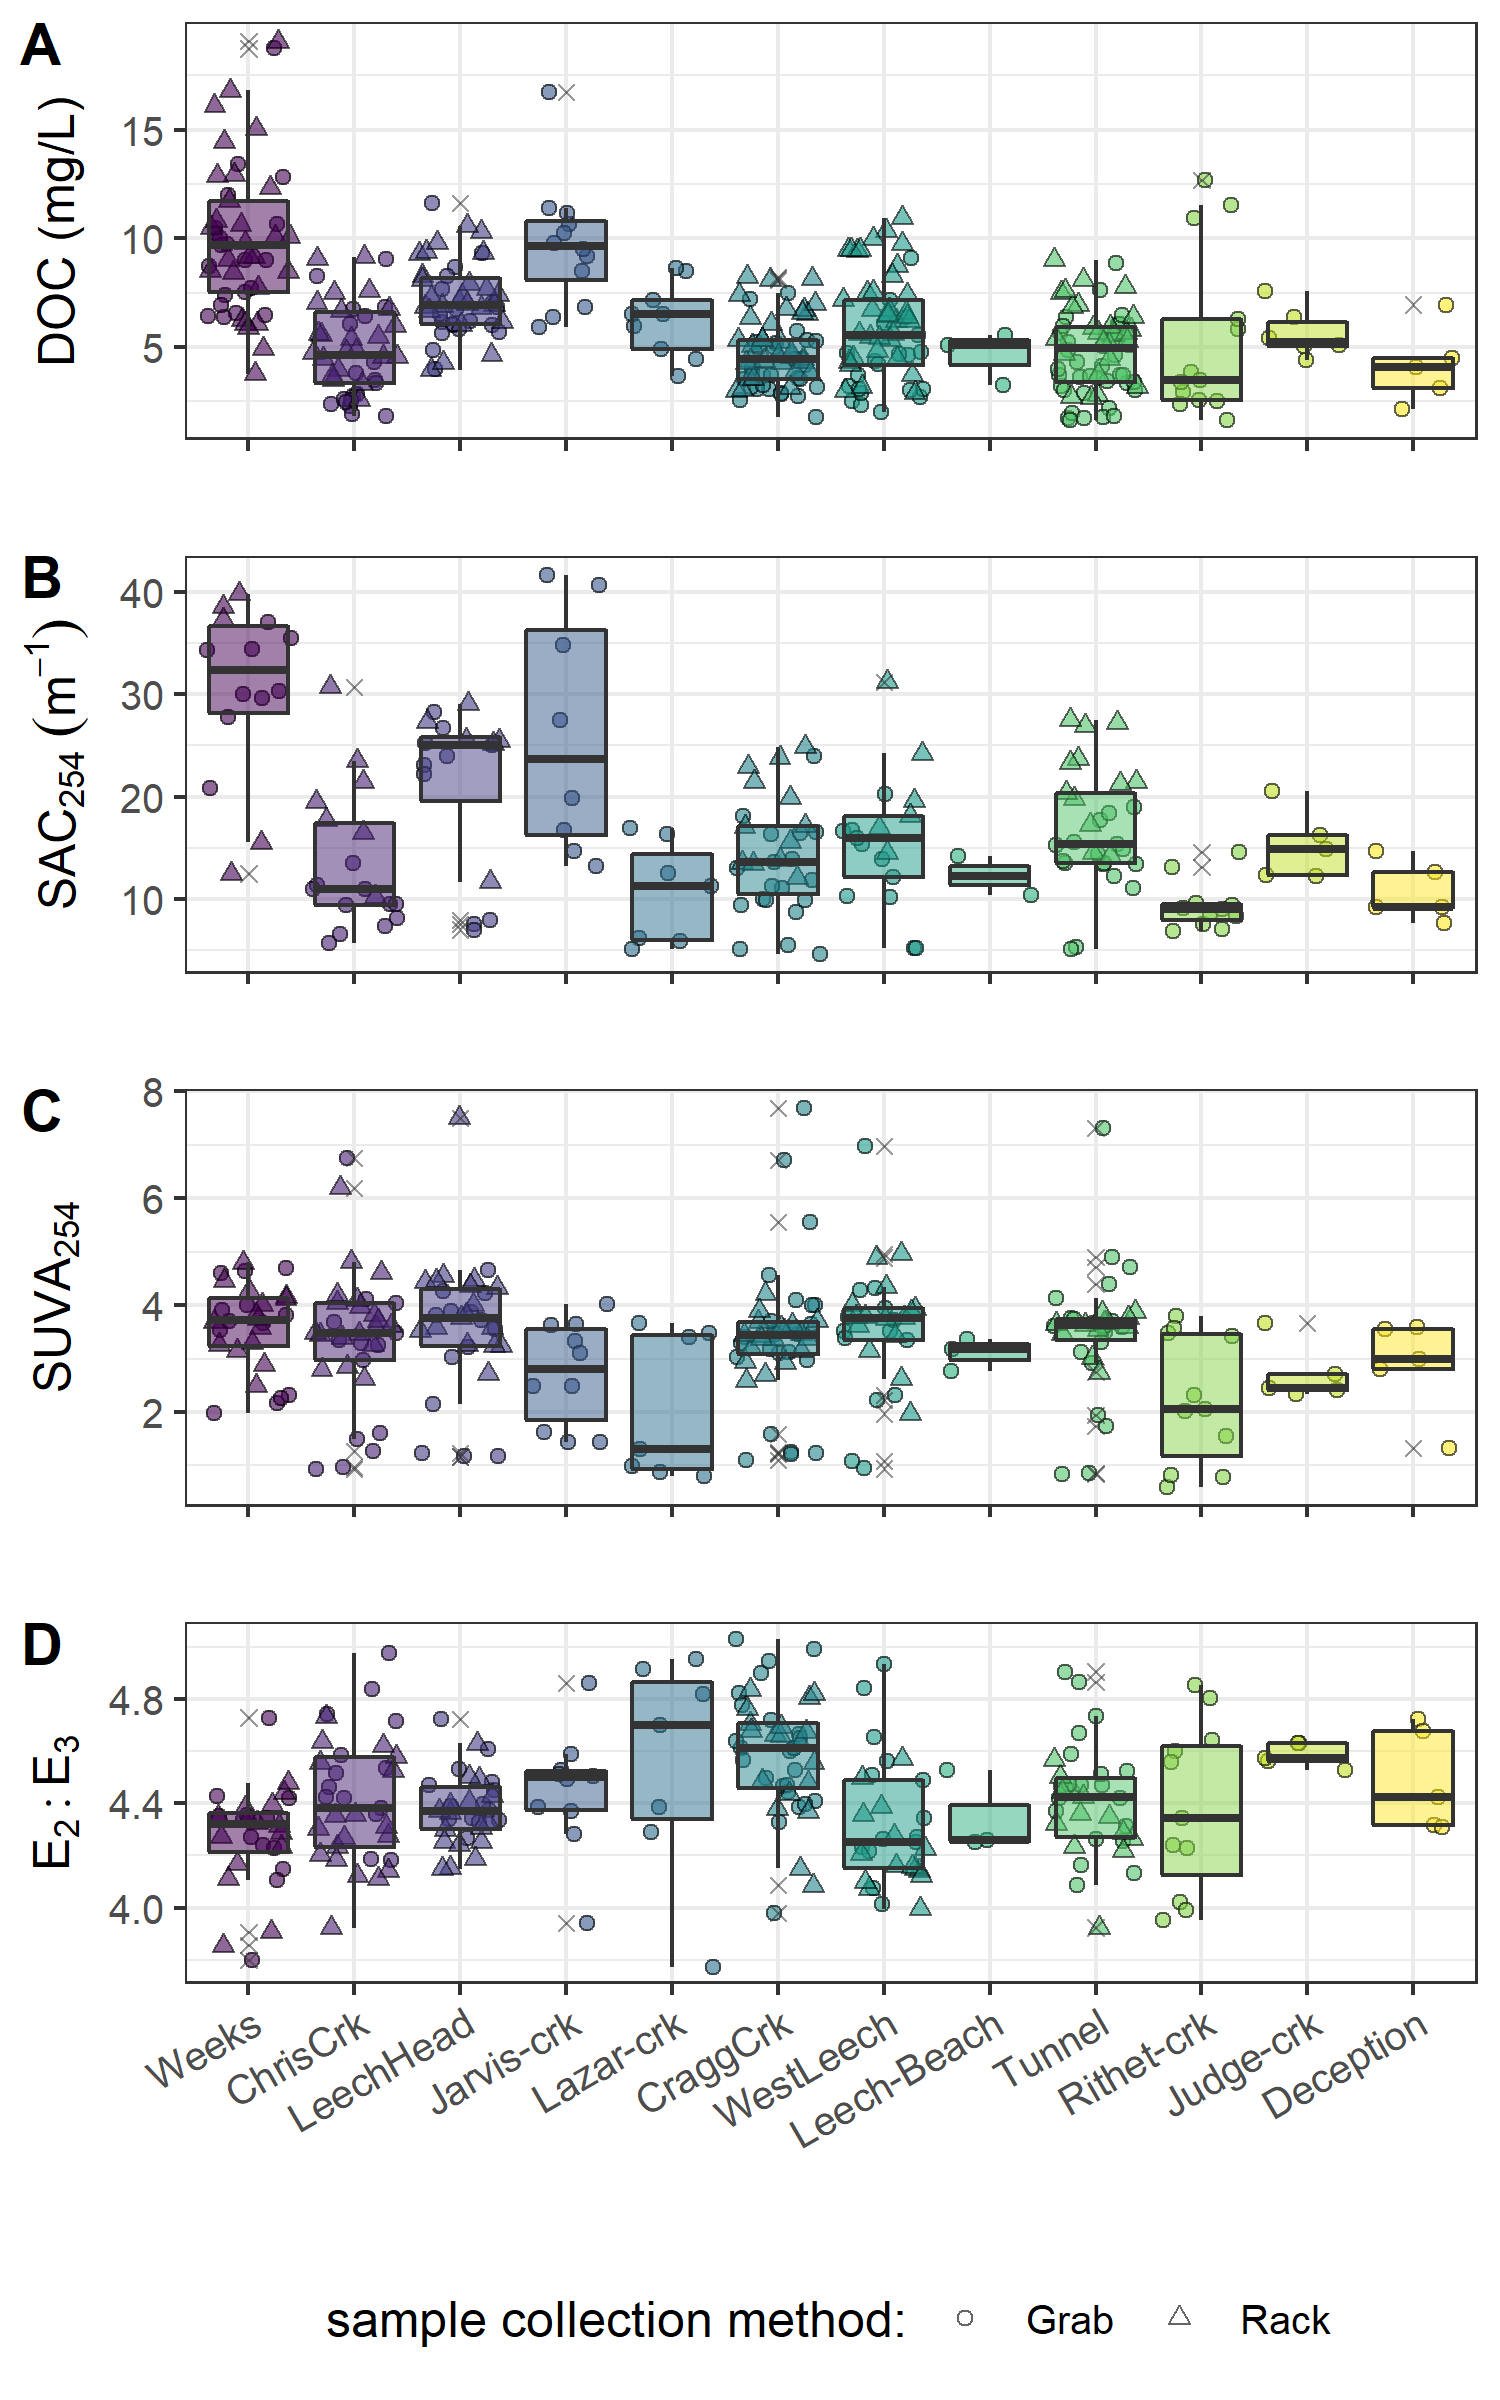 A
DOC (mg/L)
15
10
5
B
SAC254 (m−1)
40
30
20
10
C
SUVA254
8
6
4
2
D
E2 : E3
4.8
4.4
4.0
Weeks
ChrisCrk
LeechHead
Jarvis-crk
Lazar-crk
CraggCrk
WestLeech
Leech-Beach
Tunnel
Rithet-crk
Judge-crk
Deception
sample collection method: Grab Rack